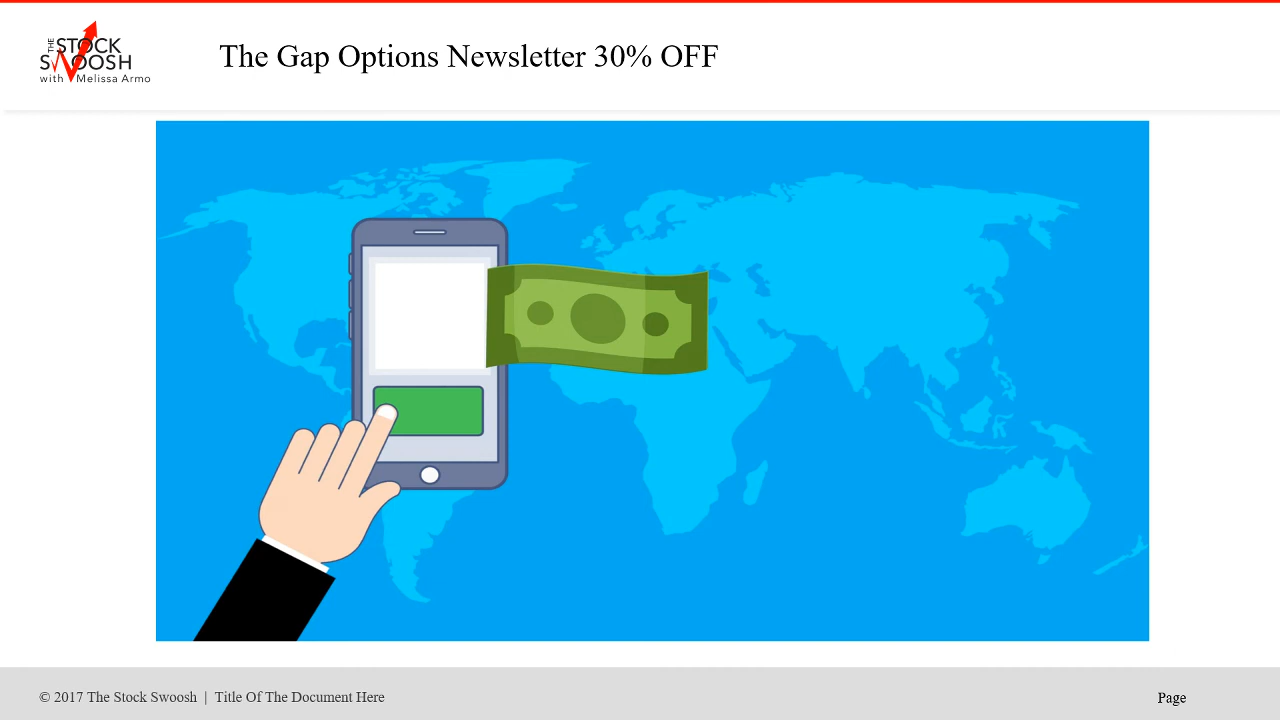 THE STOCK
SWOOSH
with Melissa Armo
The Gap Options Newsletter 30% OFF
© 2017 The Stock Swoosh | Title Of The Document Here
Page